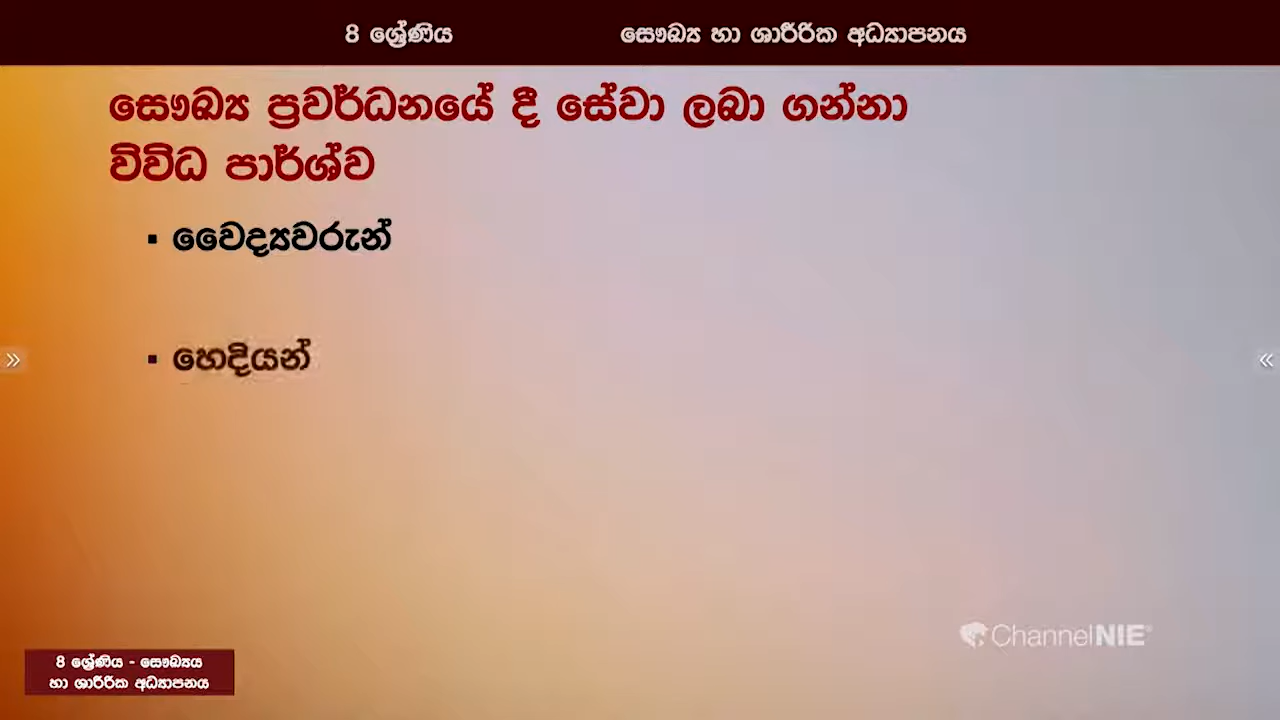 8 ශ්‍රේණිය සෞඛ්‍ය හා ශාරීරික අධ්‍යාපනය
සෞඛ්‍ය ප්‍රවර්ධනයේ දී සේවා ලබා ගන්නා
විවිධ පාර්ශ්ව
▪ වෛද්‍යවරුන්
▪ හෙදියන්
» «
ChannelNIE
8 ශ්‍රේණිය - සෞඛ්‍යය
හා ශාරීරික අධ්‍යාපනය